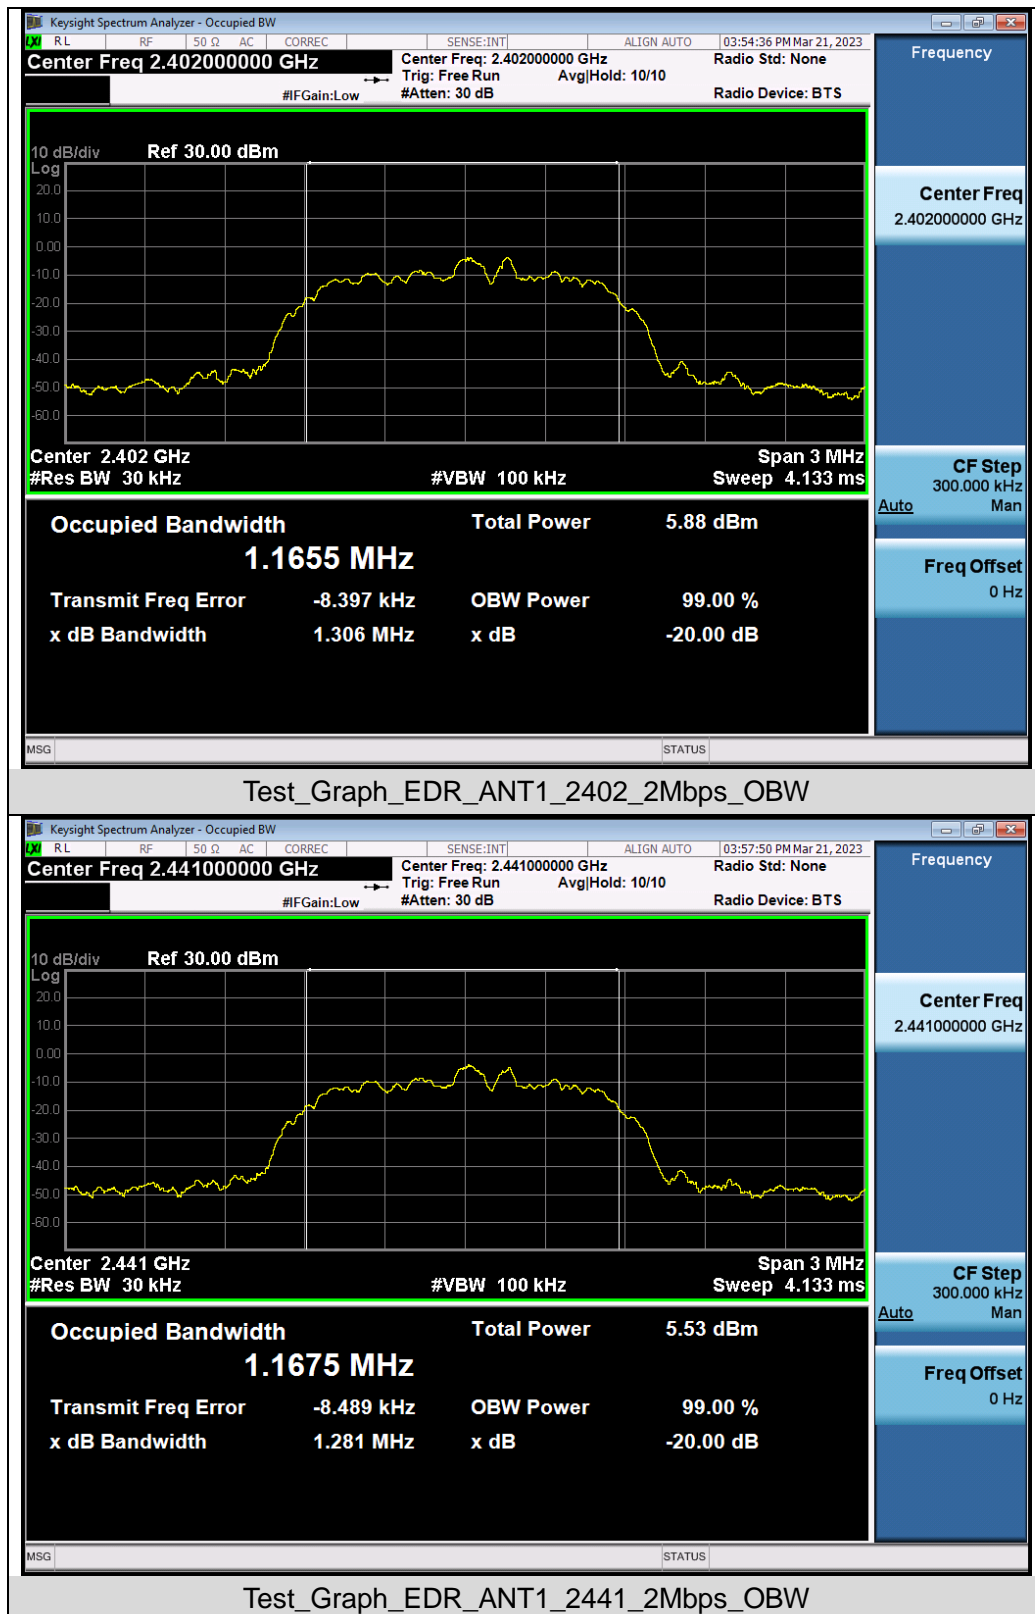 Keysight Spectrum Analyzer - Occupied BW
LXI RL RF 50 Ω AC CORREC SENSE:INT ALIGN AUTO 03:54:36 PM Mar 21, 2023
Center Freq 2.402000000 GHz
Center Freq: 2.402000000 GHz
Radio Std: None
Trig: Free Run Avg|Hold: 10/10
#IFGain:Low
#Atten: 30 dB
Radio Device: BTS
Frequency
10 dB/div Ref 30.00 dBm
Log
20.0
10.0
0.00
-10.0
-20.0
-30.0
-40.0
-50.0
-60.0
Center 2.402 GHz Span 3 MHz
#Res BW 30 kHz #VBW 100 kHz Sweep 4.133 ms
Center Freq
2.402000000 GHz
CF Step
300.000 kHz
Auto Man
Freq Offset
0 Hz
Occupied Bandwidth Total Power 5.88 dBm
1.1655 MHz
Transmit Freq Error -8.397 kHz OBW Power 99.00 %
x dB Bandwidth 1.306 MHz x dB -20.00 dB
MSG STATUS
Test_Graph_EDR_ANT1_2402_2Mbps_OBW
Keysight Spectrum Analyzer - Occupied BW
LXI RL RF 50 Ω AC CORREC SENSE:INT ALIGN AUTO 03:57:50 PM Mar 21, 2023
Center Freq 2.441000000 GHz
Center Freq: 2.441000000 GHz
Radio Std: None
Trig: Free Run Avg|Hold: 10/10
#IFGain:Low
#Atten: 30 dB
Radio Device: BTS
Frequency
10 dB/div Ref 30.00 dBm
Log
20.0
10.0
0.00
-10.0
-20.0
-30.0
-40.0
-50.0
-60.0
Center 2.441 GHz Span 3 MHz
#Res BW 30 kHz #VBW 100 kHz Sweep 4.133 ms
Center Freq
2.441000000 GHz
CF Step
300.000 kHz
Auto Man
Freq Offset
0 Hz
Occupied Bandwidth Total Power 5.53 dBm
1.1675 MHz
Transmit Freq Error -8.489 kHz OBW Power 99.00 %
x dB Bandwidth 1.281 MHz x dB -20.00 dB
MSG STATUS
Test_Graph_EDR_ANT1_2441_2Mbps_OBW